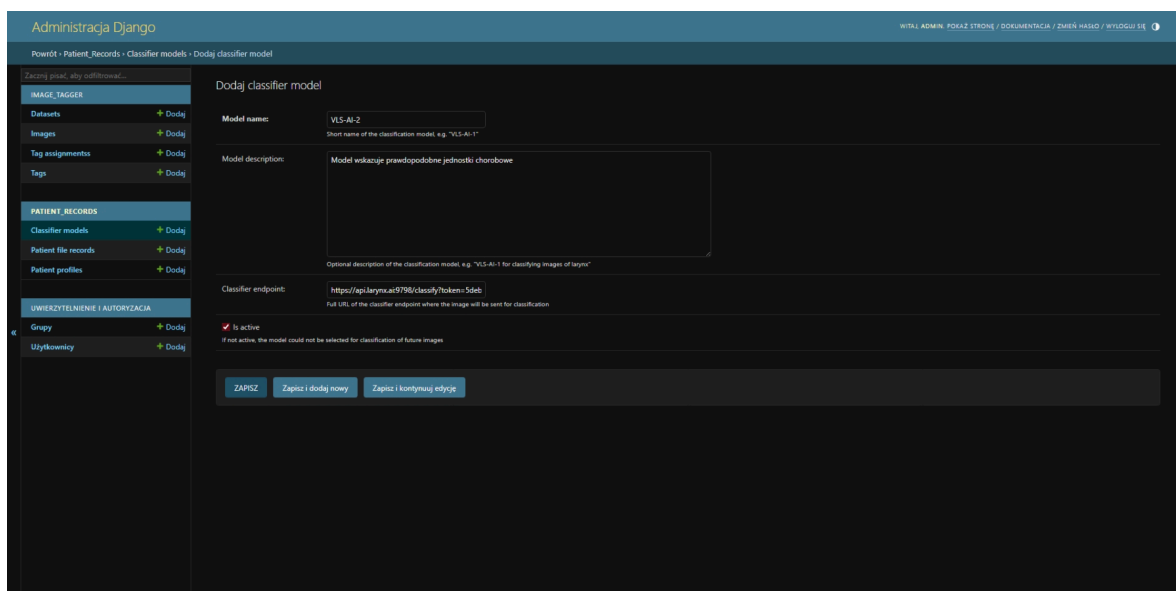 Administracja Django
WITAJ, ADMIN. POKAŻ STRONĘ / DOKUMENTACJA / ZMIEŃ HASŁO / WYLOGUJ SIĘ
Powrót › Patient_Records › Classifier models › Dodaj classifier model
Zacznij pisać, aby odfiltrować...
IMAGE_TAGGER
Datasets + Dodaj
Images + Dodaj
Tag assignmentss + Dodaj
Tags + Dodaj
PATIENT_RECORDS
Classifier models + Dodaj
Patient file records + Dodaj
Patient profiles + Dodaj
UWIERZYTELNIENIE I AUTORYZACJA
Grupy + Dodaj
Użytkownicy + Dodaj
«
Dodaj classifier model
Model name: VLS-AI-2
Short name of the classification model, e.g. "VLS-AI-1"
Model description: Model wskazuje prawdopodobne jednostki chorobowe
Optional description of the classification model, e.g. "VLS-AI-1 for classifying images of larynx"
Classifier endpoint: https://api.larynx.ai:9798/classify?token=5deb
Full URL of the classifier endpoint where the image will be sent for classification
Is active
If not active, the model could not be selected for classification of future images
ZAPISZ Zapisz i dodaj nowy Zapisz i kontynuuj edycję